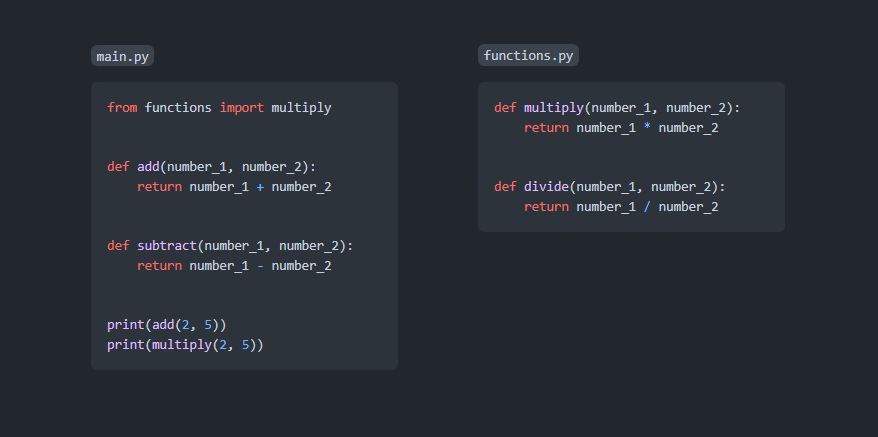 main.py
from functions import multiply
def add(number_1, number_2):
    return number_1 + number_2
def subtract(number_1, number_2):
    return number_1 - number_2
print(add(2, 5))
print(multiply(2, 5))
functions.py
def multiply(number_1, number_2):
    return number_1 * number_2
def divide(number_1, number_2):
    return number_1 / number_2